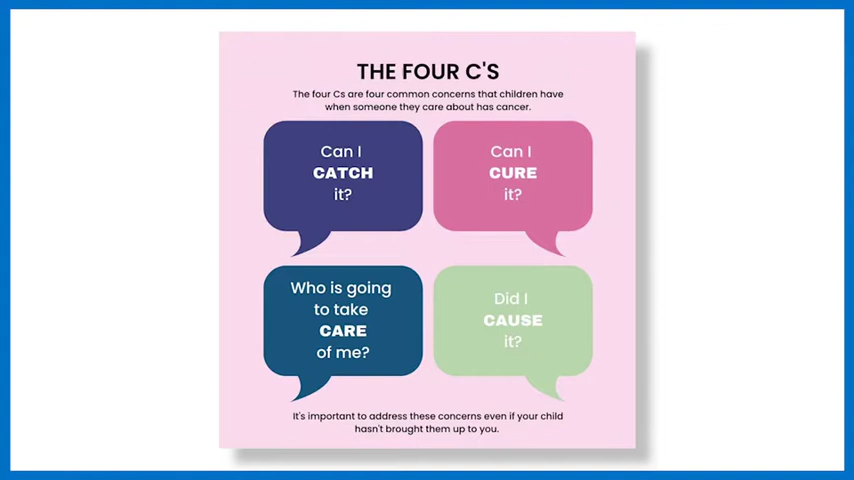 THE FOUR C'S
The four Cs are four common concerns that children have
when someone they care about has cancer.
Can I
CATCH
it?
Can I
CURE
it?
Who is going
to take
CARE
of me?
Did I
CAUSE
it?
It's important to address these concerns even if your child
hasn't brought them up to you.